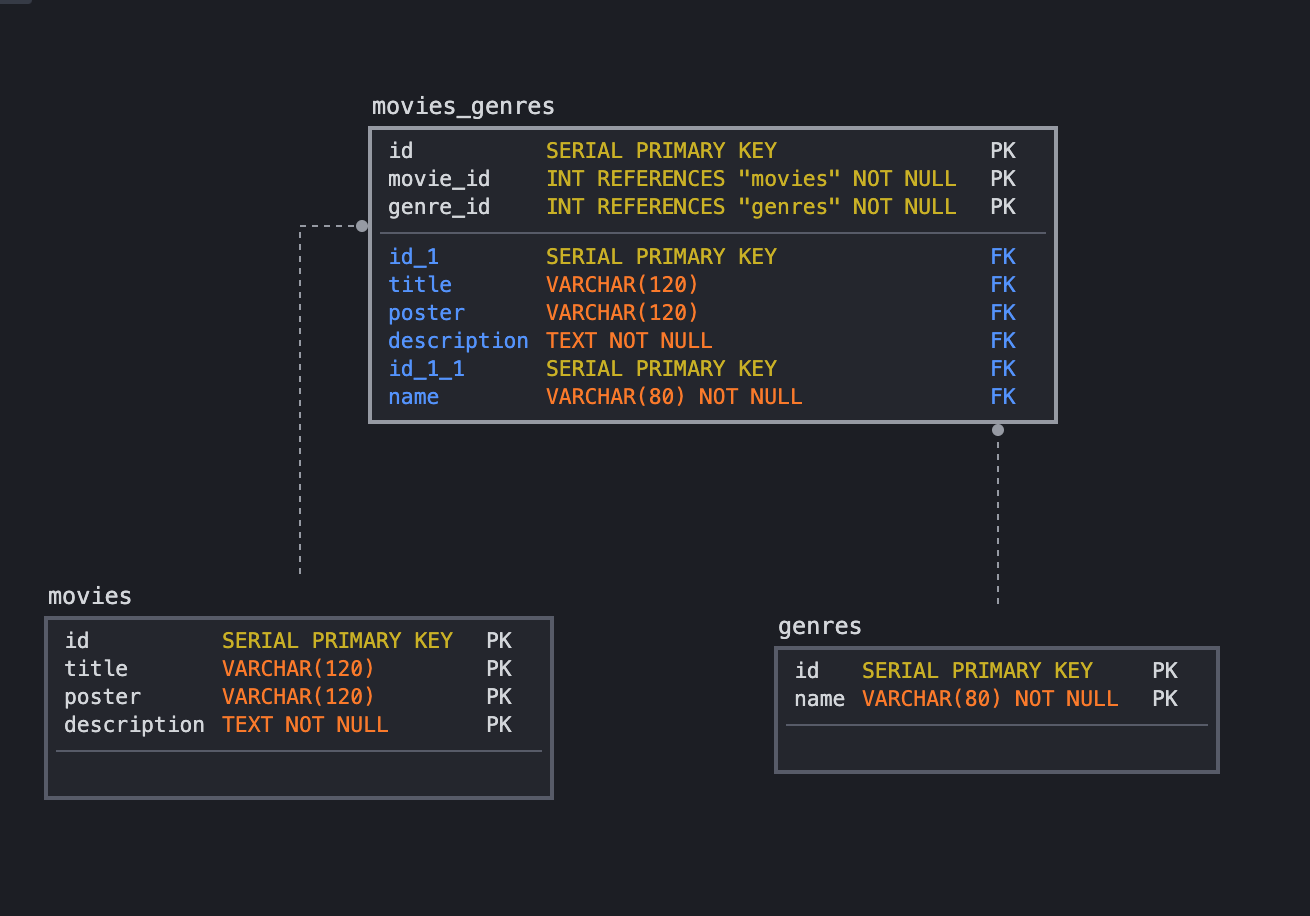 movies_genres
id SERIAL PRIMARY KEY PK
movie_id INT REFERENCES "movies" NOT NULL PK
genre_id INT REFERENCES "genres" NOT NULL PK
id_1 SERIAL PRIMARY KEY FK
title VARCHAR(120) FK
poster VARCHAR(120) FK
description TEXT NOT NULL FK
id_1_1 SERIAL PRIMARY KEY FK
name VARCHAR(80) NOT NULL FK
movies
id SERIAL PRIMARY KEY PK
title VARCHAR(120) PK
poster VARCHAR(120) PK
description TEXT NOT NULL PK
genres
id SERIAL PRIMARY KEY PK
name VARCHAR(80) NOT NULL PK